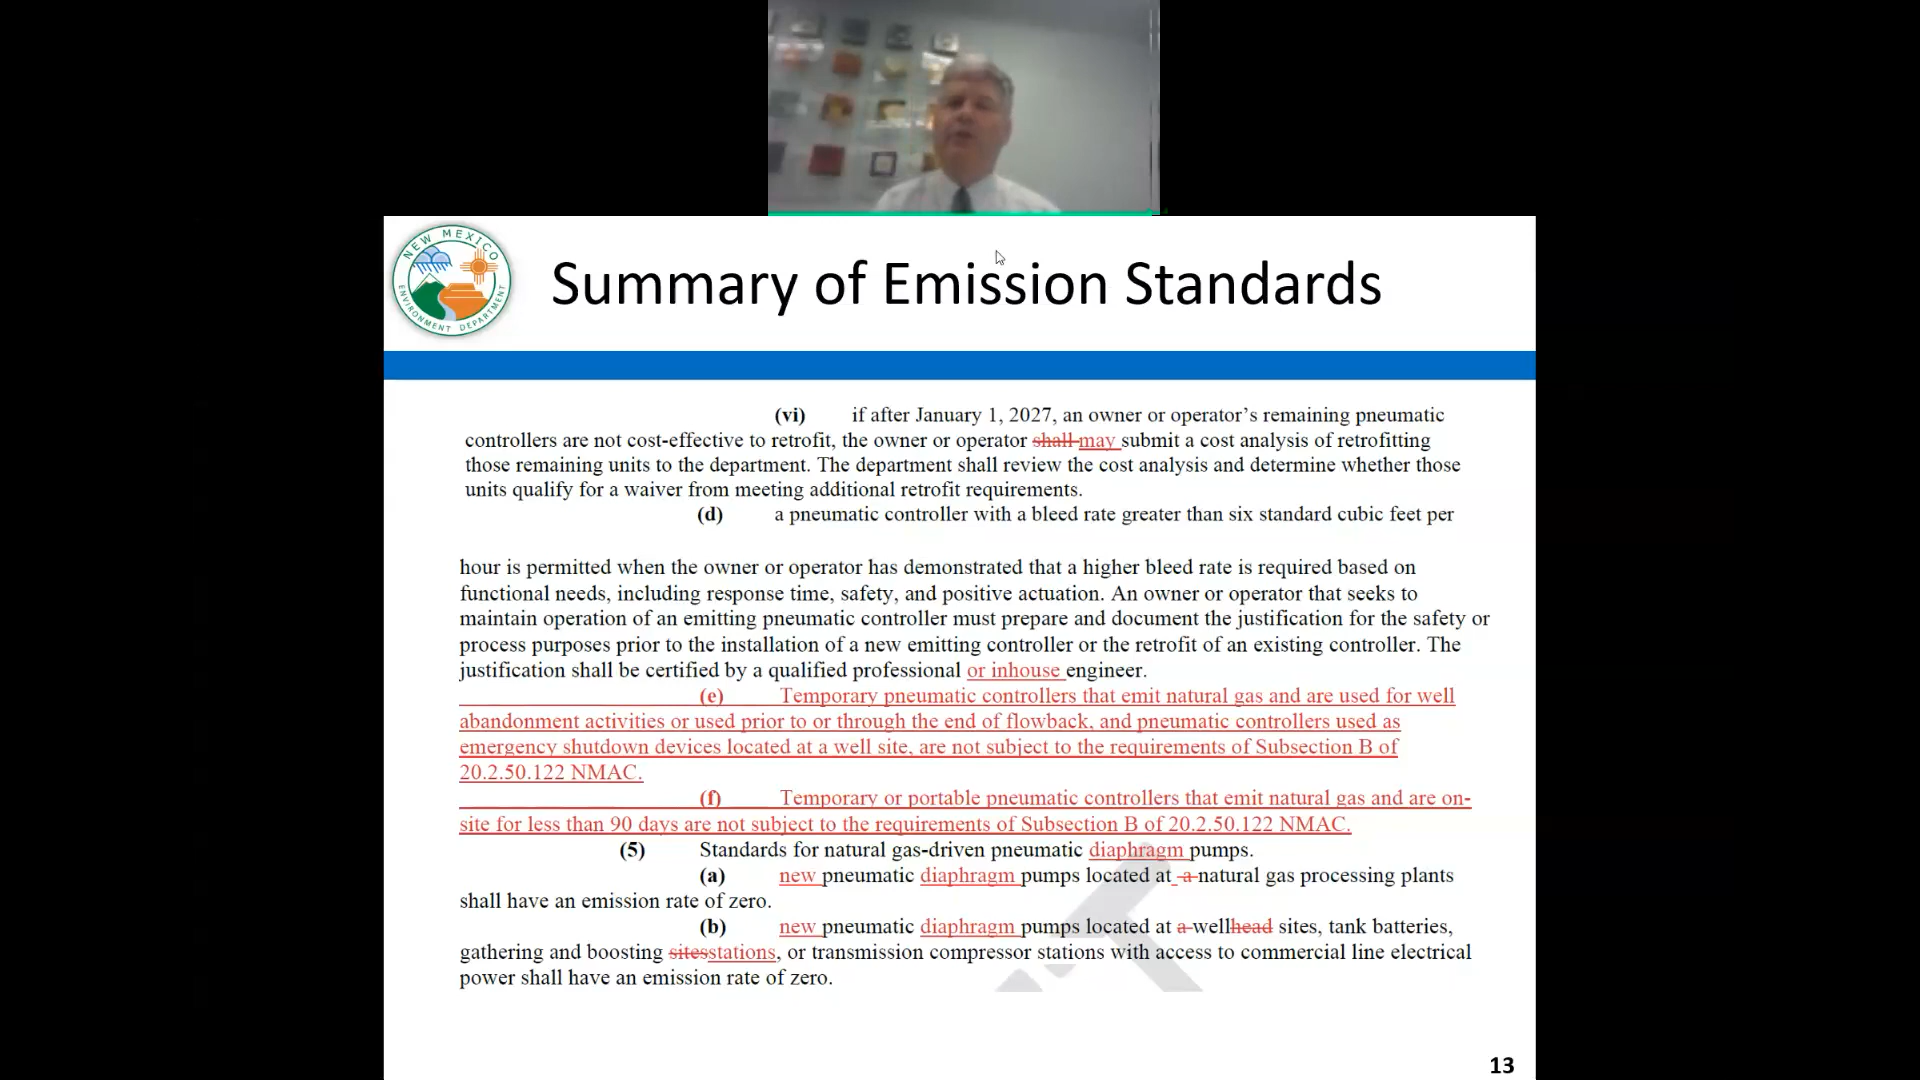 NEW MEXICO
ENVIRONMENT DEPARTMENT
Summary of Emission Standards
(vi) if after January 1, 2027, an owner or operator’s remaining pneumatic
controllers are not cost-effective to retrofit, the owner or operator shall may submit a cost analysis of retrofitting
those remaining units to the department. The department shall review the cost analysis and determine whether those
units qualify for a waiver from meeting additional retrofit requirements.
(d) a pneumatic controller with a bleed rate greater than six standard cubic feet per
hour is permitted when the owner or operator has demonstrated that a higher bleed rate is required based on
functional needs, including response time, safety, and positive actuation. An owner or operator that seeks to
maintain operation of an emitting pneumatic controller must prepare and document the justification for the safety or
process purposes prior to the installation of a new emitting controller or the retrofit of an existing controller. The
justification shall be certified by a qualified professional or inhouse engineer.
(e) Temporary pneumatic controllers that emit natural gas and are used for well
abandonment activities or used prior to or through the end of flowback, and pneumatic controllers used as
emergency shutdown devices located at a well site, are not subject to the requirements of Subsection B of
20.2.50.122 NMAC.
(f) Temporary or portable pneumatic controllers that emit natural gas and are on-
site for less than 90 days are not subject to the requirements of Subsection B of 20.2.50.122 NMAC.
(5) Standards for natural gas-driven pneumatic diaphragm pumps.
(a) new pneumatic diaphragm pumps located at a natural gas processing plants
shall have an emission rate of zero.
(b) new pneumatic diaphragm pumps located at a wellhead sites, tank batteries,
gathering and boosting sitesstations, or transmission compressor stations with access to commercial line electrical
power shall have an emission rate of zero.
13